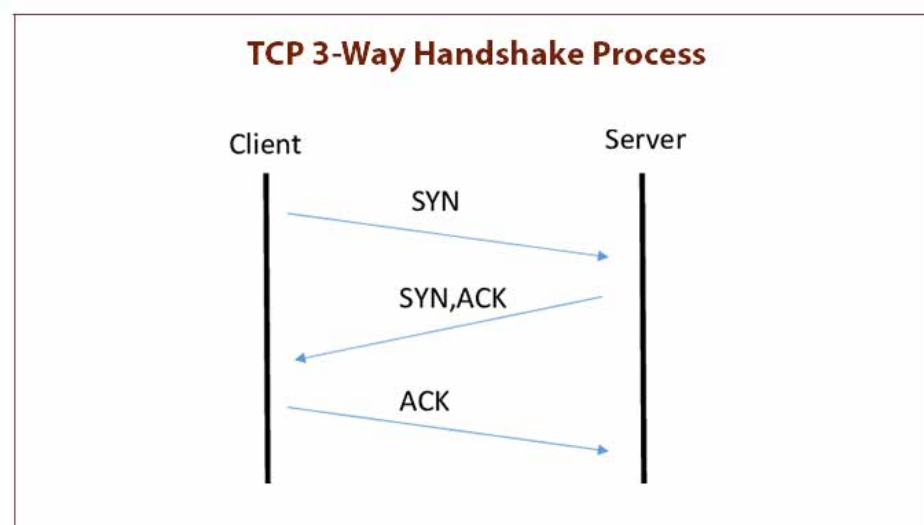 TCP 3-Way Handshake Process
Client
Server
SYN
SYN,ACK
ACK